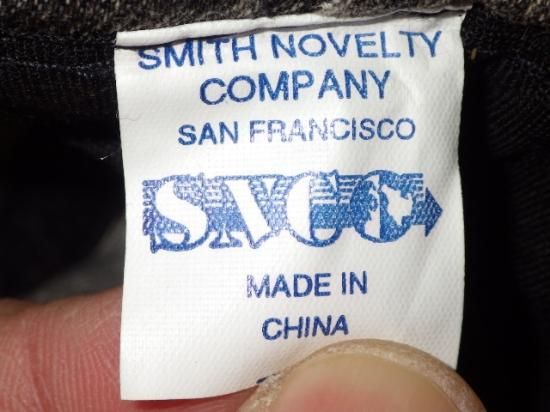 SMITH NOVELTY
COMPANY
SAN FRANCISCO
SNCO
MADE IN
CHINA